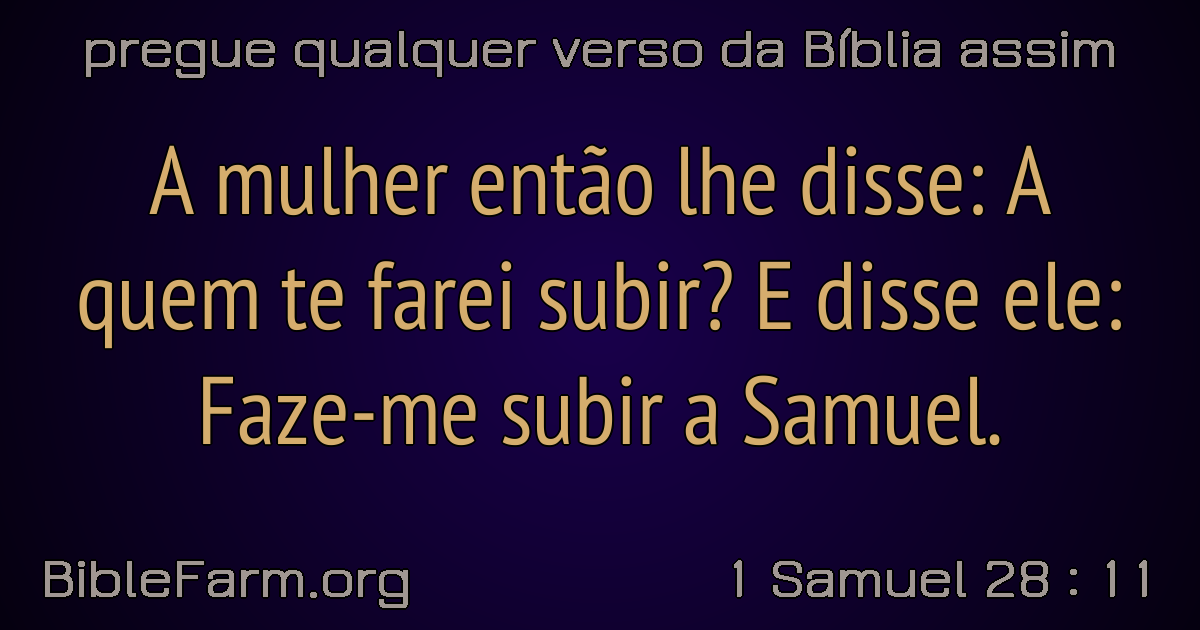 pregue qualquer verso da Bíblia assim
A mulher então lhe disse: A
quem te farei subir? E disse ele:
Faze-me subir a Samuel.
BibleFarm.org
1 Samuel 28 : 11